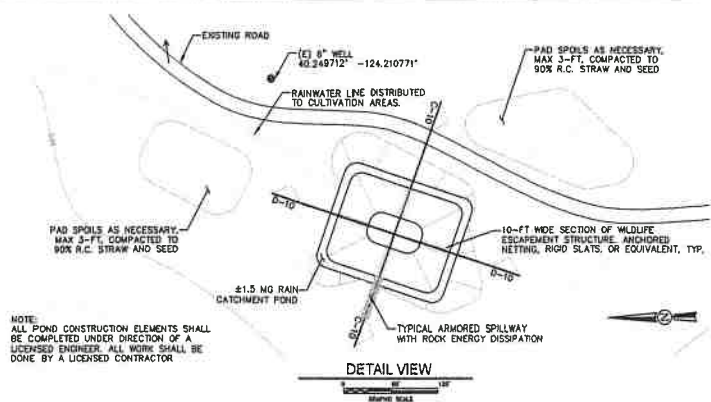 EXISTING ROAD
(E) 6" WELL
40.249712° -124.210771°
PAD SPOILS AS NECESSARY,
MAX 3-FT, COMPACTED TO
90% R.C. STRAW AND SEED
RAINWATER LINE DISTRIBUTED
TO CULTIVATION AREAS.
C-10
D-10
PAD SPOILS AS NECESSARY,
MAX 3-FT, COMPACTED TO
90% R.C. STRAW AND SEED
10-FT WIDE SECTION OF WILDLIFE
ESCAPEMENT STRUCTURE. ANCHORED
NETTING, RIGID SLATS, OR EQUIVALENT, TYP.
D-10
±1.5 MG RAIN
CATCHMENT POND
C-10
TYPICAL ARMORED SPILLWAY
WITH ROCK ENERGY DISSIPATION
N
NOTE:
ALL POND CONSTRUCTION ELEMENTS SHALL
BE COMPLETED UNDER DIRECTION OF A
LICENSED ENGINEER. ALL WORK SHALL BE
DONE BY A LICENSED CONTRACTOR
DETAIL VIEW
0 60' 120'
GRAPHIC SCALE